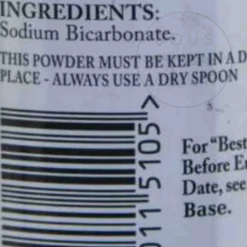 INGREDIENTS:
Sodium Bicarbonate.
THIS POWDER MUST BE KEPT IN A D
PLACE - ALWAYS USE A DRY SPOON
For "Best
Before E
Date, see
Base.
011 5105 >